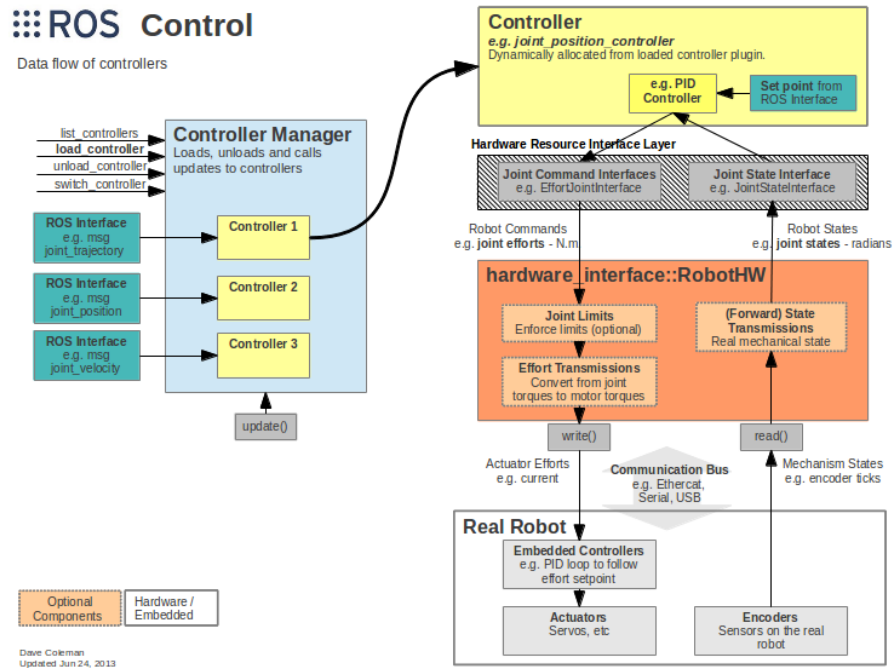 ROS Control
Data flow of controllers
list_controllers
load_controller
unload_controller
switch_controller
Controller Manager
Loads, unloads and calls
updates to controllers
ROS Interface
e.g. msg
joint_trajectory
Controller 1
ROS Interface
e.g. msg
joint_position
Controller 2
ROS Interface
e.g. msg
joint_velocity
Controller 3
update()
Controller
e.g. joint_position_controller
Dynamically allocated from loaded controller plugin.
e.g. PID
Controller
Set point from
ROS Interface
Hardware Resource Interface Layer
Joint Command Interfaces
e.g. EffortJointInterface
Joint State Interface
e.g. JointStateInterface
Robot Commands
e.g. joint efforts - N.m
Robot States
e.g. joint states - radians
hardware_interface::RobotHW
Joint Limits
Enforce limits (optional)
(Forward) State
Transmissions
Real mechanical state
Effort Transmissions
Convert from joint
torques to motor torques
write()
read()
Actuator Efforts
e.g. current
Communication Bus
e.g. Ethercat,
Serial, USB
Mechanism States
e.g. encoder ticks
Real Robot
Embedded Controllers
e.g. PID loop to follow
effort setpoint
Actuators
Servos, etc
Encoders
Sensors on the real
robot
Optional
Components
Hardware /
Embedded
Dave Coleman
Updated Jun 24, 2013